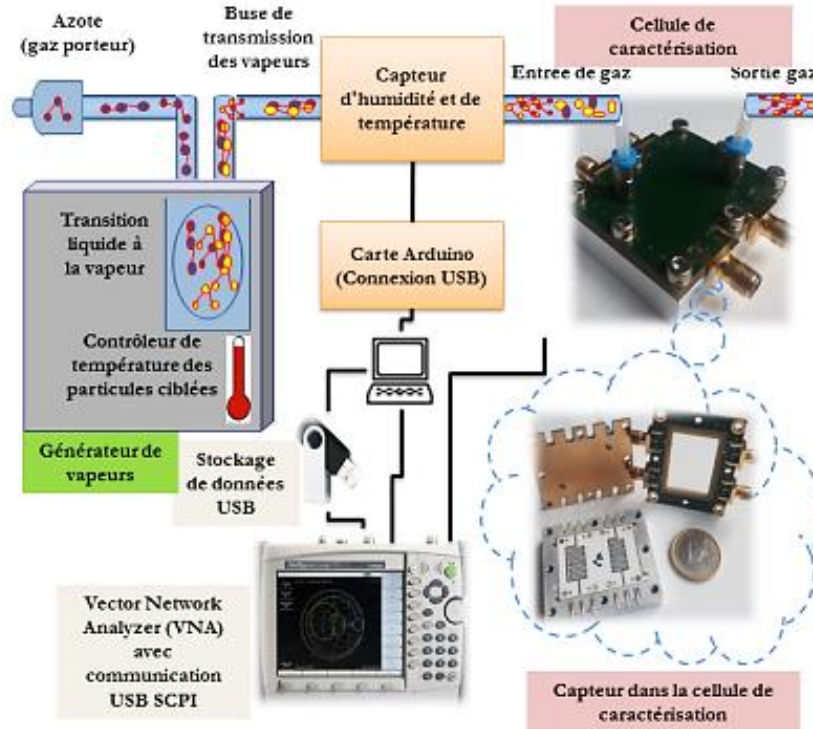 Azote
(gaz porteur)
Buse de
transmission
des vapeurs
Capteur
d'humidité et de
température
Cellule de
caractérisation
Entrée de gaz
Sortie gaz
Transition
liquide à
la vapeur
Contrôleur de
température des
particules ciblées
Générateur de
vapeurs
Carte Arduino
(Connexion USB)
Stockage
de données
USB
Vector Network
Analyzer (VNA)
avec
communication
USB SCPI
Capteur dans la cellule de
caractérisation